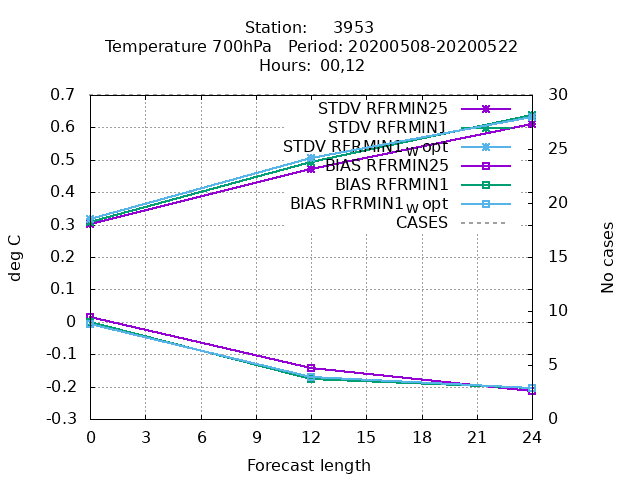 Station:     3953
Temperature 700hPa   Period: 20200508-20200522
Hours:  00,12
0.7
0.6
0.5
0.4
0.3
0.2
0.1
0
-0.1
-0.2
-0.3
deg C
STDV RFRMIN25
STDV RFRMIN1
STDV RFRMIN1w opt
BIAS RFRMIN25
BIAS RFRMIN1
BIAS RFRMIN1w opt
CASES
30
25
20
15
10
5
0
No cases
0 3 6 9 12 15 18 21 24
Forecast length